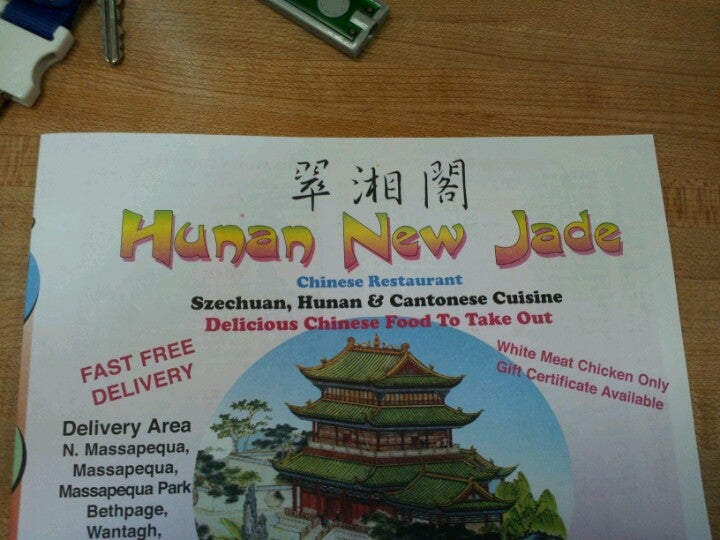 翠湘閣
Hunan New Jade
Chinese Restaurant
Szechuan, Hunan & Cantonese Cuisine
Delicious Chinese Food To Take Out
FAST FREE
DELIVERY
White Meat Chicken Only
Gift Certificate Available
Delivery Area
N. Massapequa,
Massapequa,
Massapequa Park
Bethpage,
Wantagh,